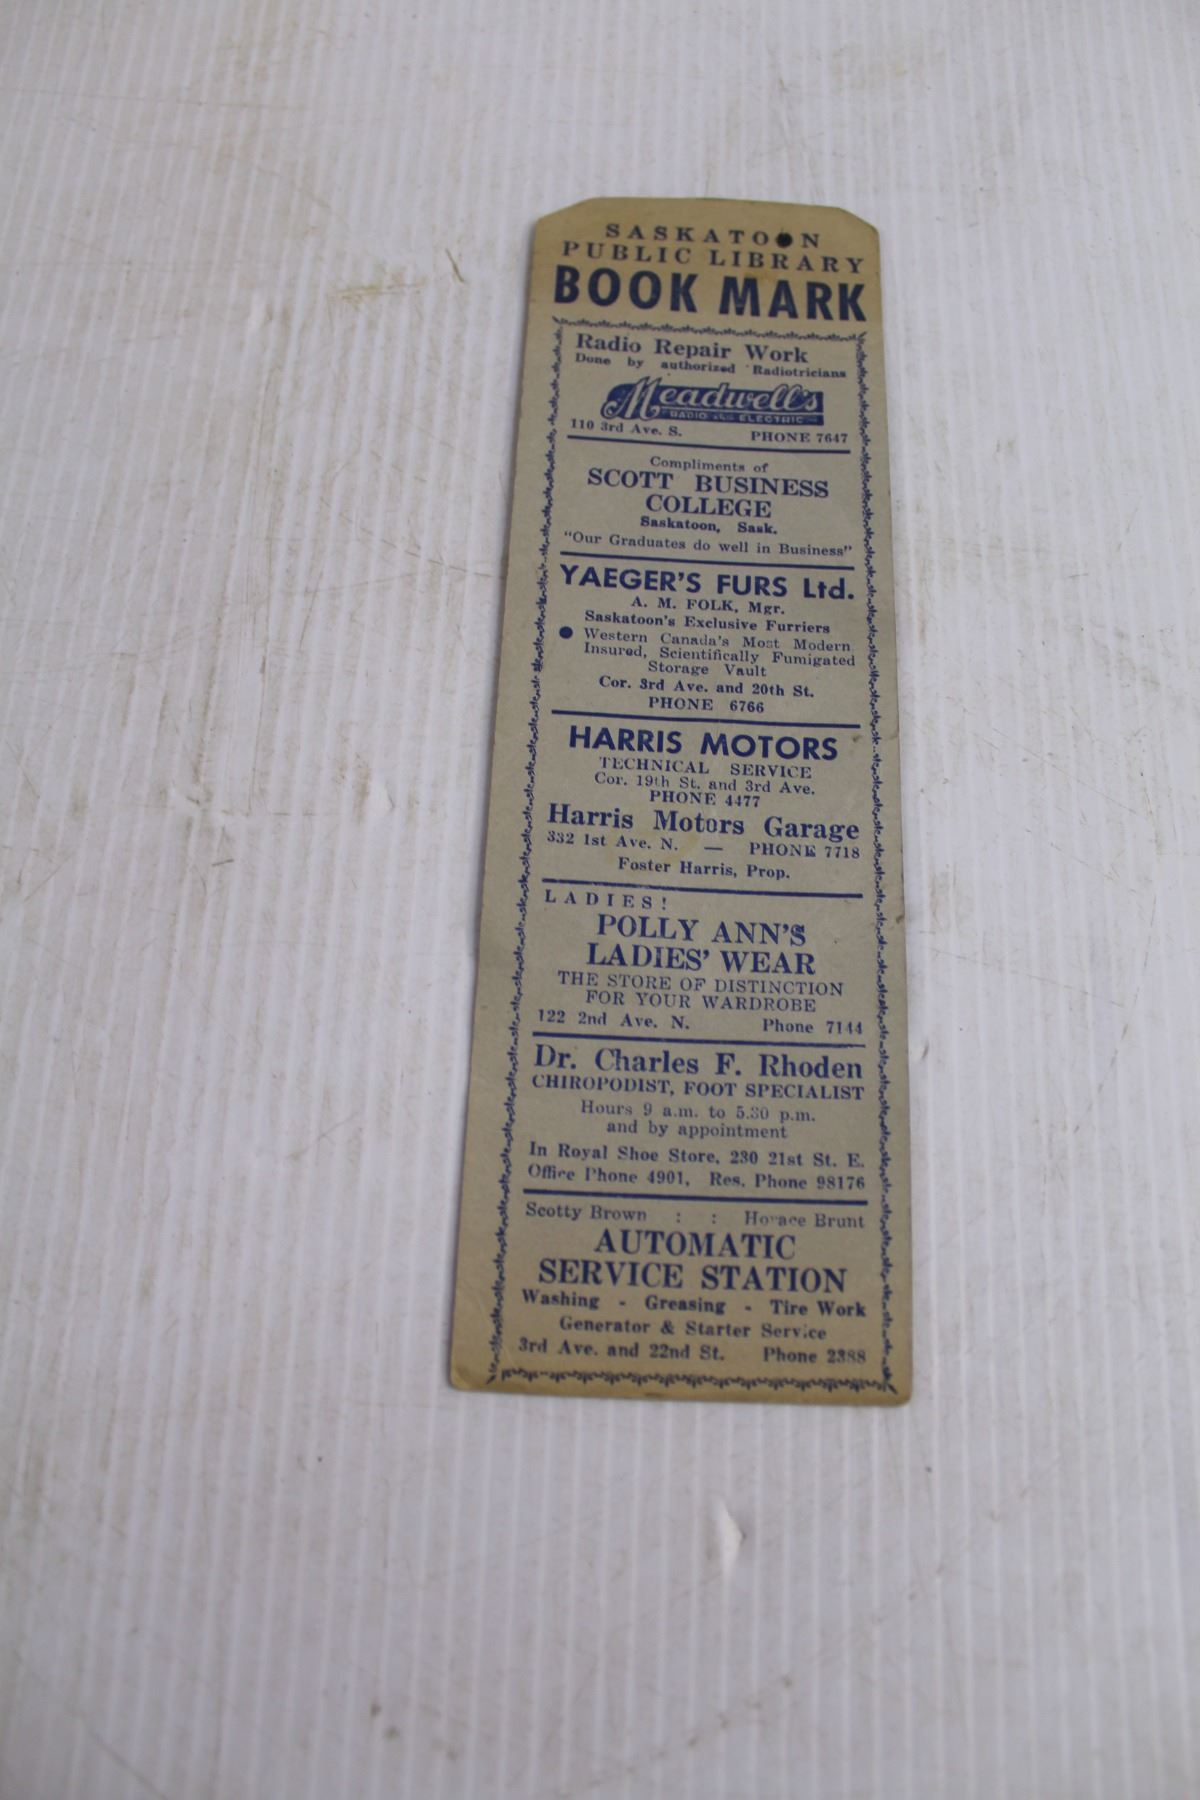 SASKATOON
PUBLIC LIBRARY
BOOK MARK
Radio Repair Work
Done by authorized Radiotricians
Meadwell's
RADIO ELECTRIC
110 3rd Ave. S. PHONE 7647
Compliments of
SCOTT BUSINESS
COLLEGE
Saskatoon, Sask.
"Our Graduates do well in Business"
YAEGER'S FURS Ltd.
A. M. FOLK, Mgr.
Saskatoon's Exclusive Furriers
● Western Canada's Most Modern
Insured, Scientifically Fumigated
Storage Vault
Cor. 3rd Ave. and 20th St.
PHONE 6766
HARRIS MOTORS
TECHNICAL SERVICE
Cor. 19th St. and 3rd Ave.
PHONE 4477
Harris Motors Garage
332 1st Ave. N. — PHONE 7718
Foster Harris, Prop.
LADIES!
POLLY ANN'S
LADIES' WEAR
THE STORE OF DISTINCTION
FOR YOUR WARDROBE
122 2nd Ave. N. Phone 7144
Dr. Charles F. Rhoden
CHIROPODIST, FOOT SPECIALIST
Hours 9 a.m. to 5.30 p.m.
and by appointment
In Royal Shoe Store, 230 21st St. E.
Office Phone 4901, Res. Phone 98176
Scotty Brown : : Horace Brunt
AUTOMATIC
SERVICE STATION
Washing - Greasing - Tire Work
Generator & Starter Service
3rd Ave. and 22nd St. Phone 2388